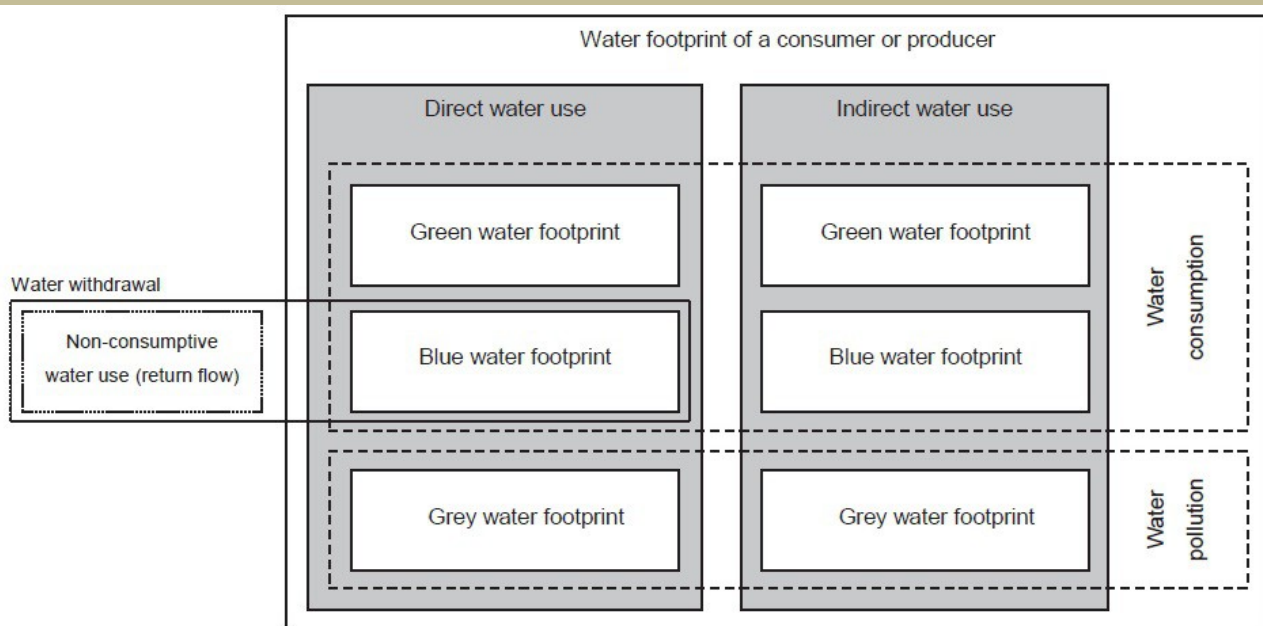 Water footprint of a consumer or producer
Direct water use
Indirect water use
Green water footprint
Green water footprint
Water
consumption
Water withdrawal
Non-consumptive
water use (return flow)
Blue water footprint
Blue water footprint
Grey water footprint
Grey water footprint
Water
pollution